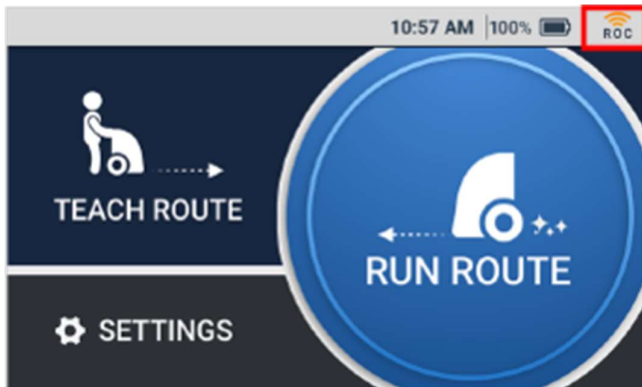 10:57 AM 100%
ROC
TEACH ROUTE
RUN ROUTE
SETTINGS